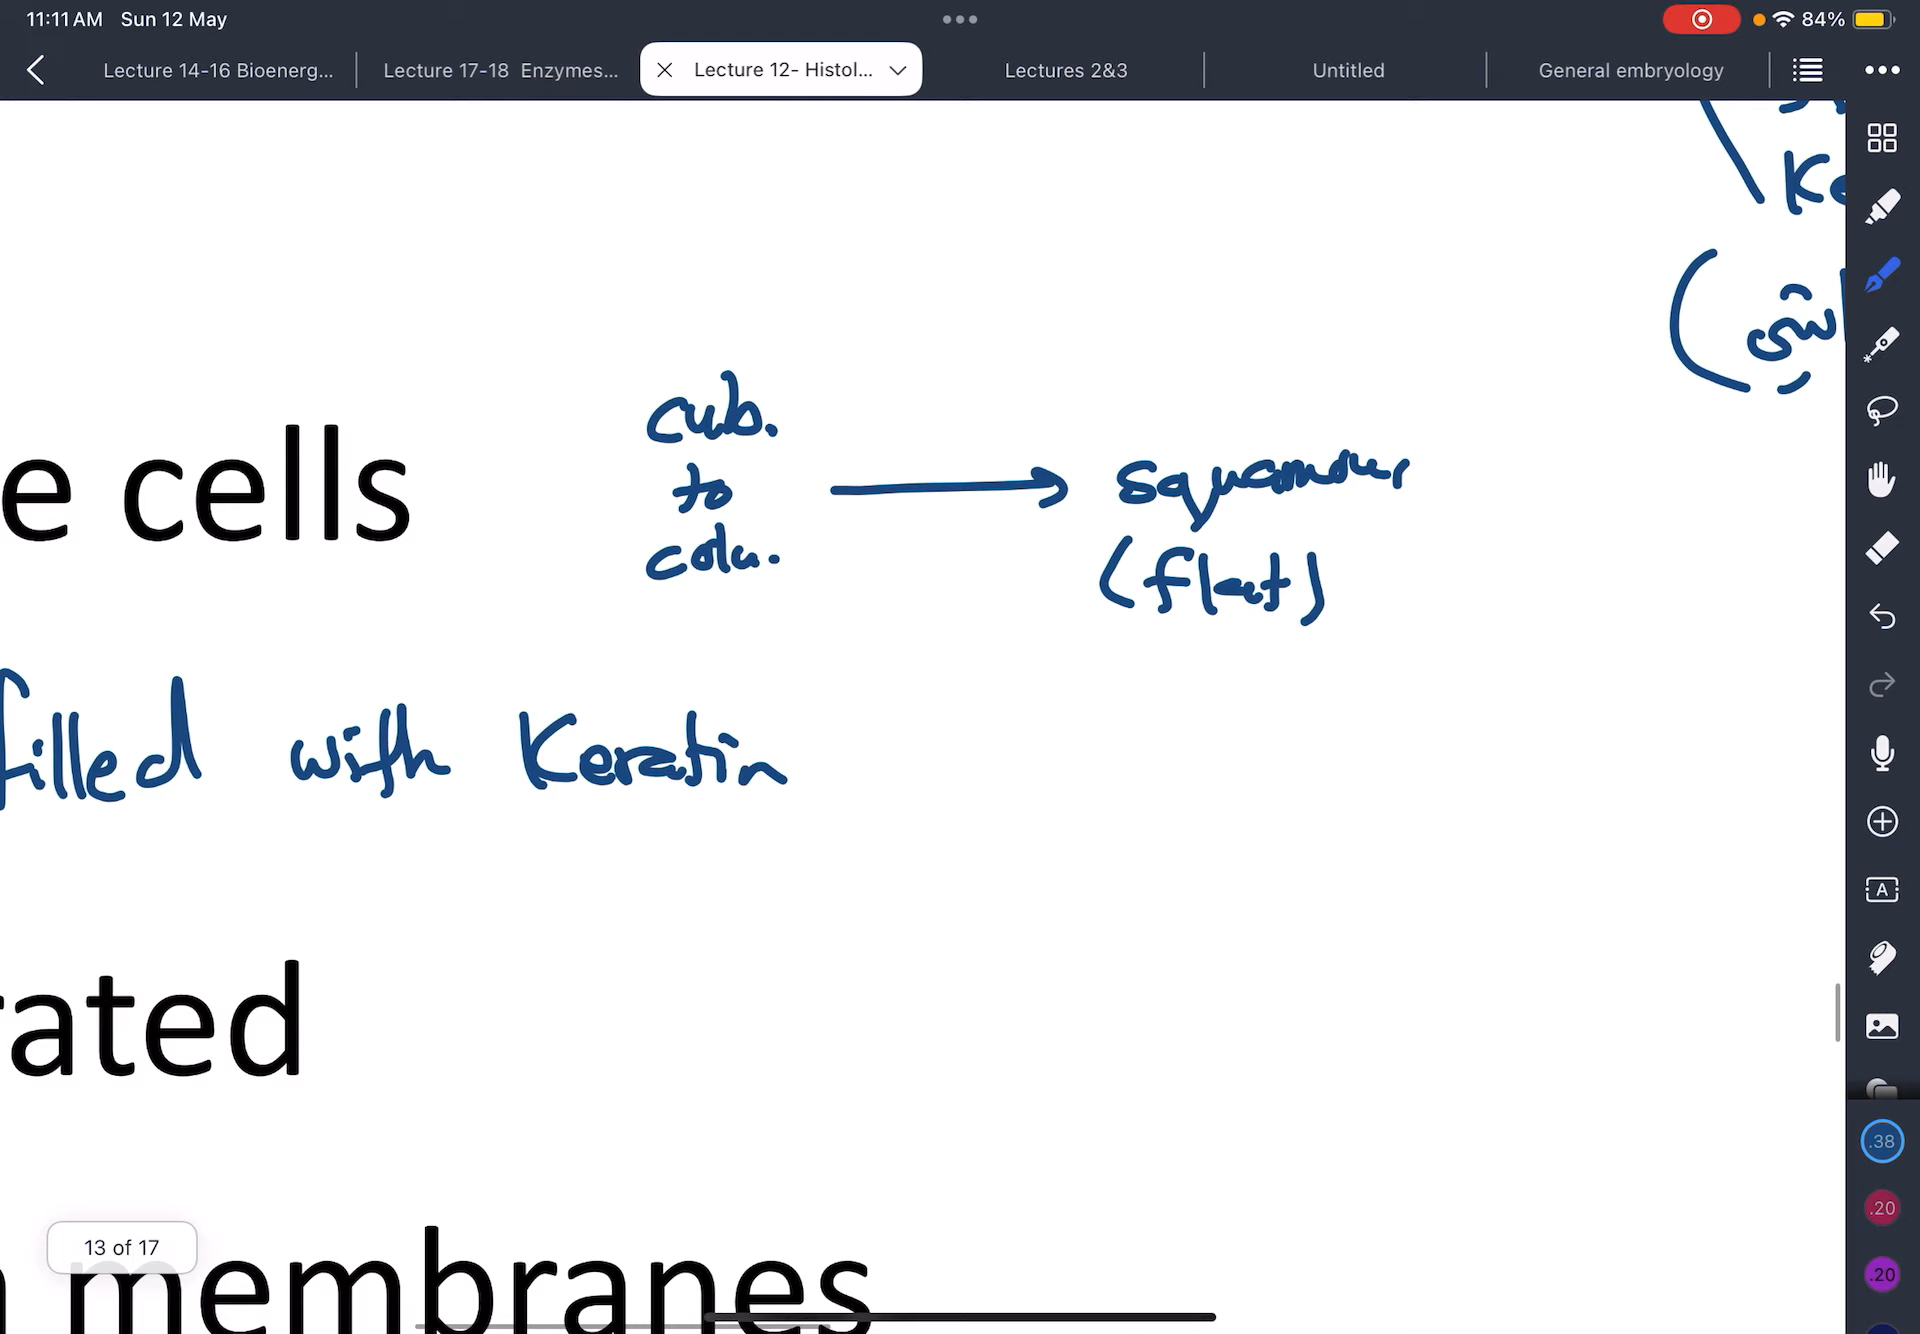 11:11 AM Sun 12 May
84%
Lecture 14-16 Bioenerg...
Lecture 17-18 Enzymes...
Lecture 12- Histol...
Lectures 2&3
Untitled
General embryology
Ke
cub.
to
colu.
squamous
(flat)
e cells
filled with Keratin
rated
13 of 17
membranes
A
.38
.20
.20